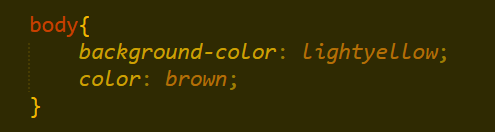 body{
    background-color: lightyellow;
    color: brown;
}